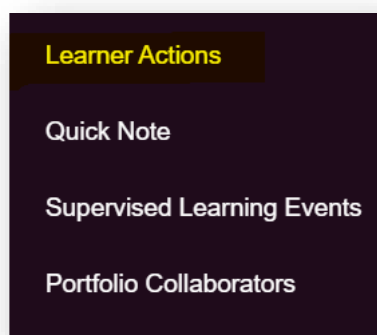 Learner Actions
Quick Note
Supervised Learning Events
Portfolio Collaborators